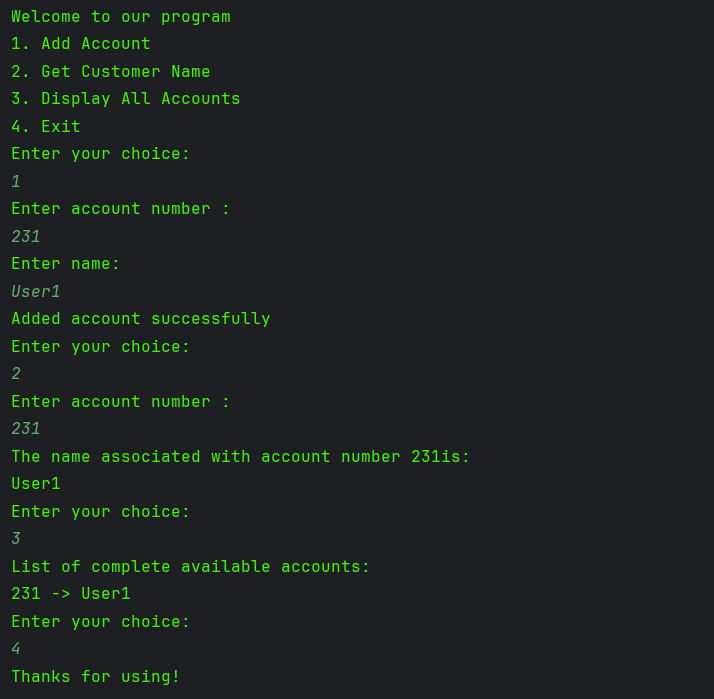 Welcome to our program
1. Add Account
2. Get Customer Name
3. Display All Accounts
4. Exit
Enter your choice:
1
Enter account number :
231
Enter name:
User1
Added account successfully
Enter your choice:
2
Enter account number :
231
The name associated with account number 231is:
User1
Enter your choice:
3
List of complete available accounts:
231 -> User1
Enter your choice:
4
Thanks for using!